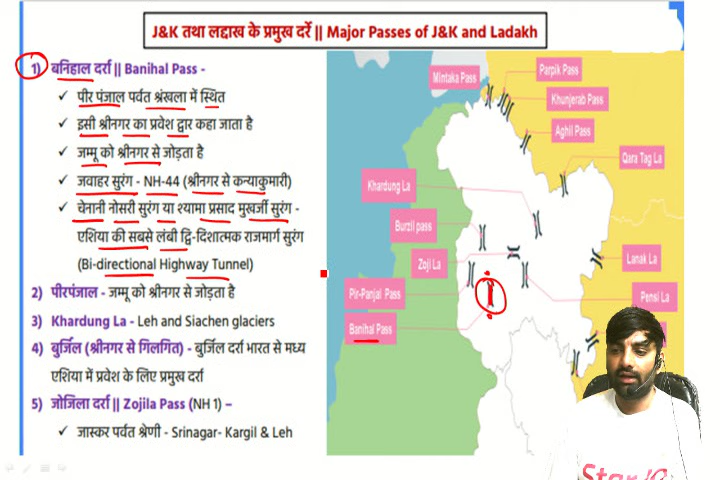 J&K तथा लद्दाख के प्रमुख दर्रे || Major Passes of J&K and Ladakh
1) बनिहाल दर्रा || Banihal Pass -
✓ पीर पंजाल पर्वत श्रंखला में स्थित
✓ इसी श्रीनगर का प्रवेश द्वार कहा जाता है
✓ जम्मू को श्रीनगर से जोड़ता है
✓ जवाहर सुरंग - NH-44 (श्रीनगर से कन्याकुमारी)
✓ चेनानी नोसरी सुरंग या श्यामा प्रसाद मुखर्जी सुरंग -
एशिया की सबसे लंबी द्वि-दिशात्मक राजमार्ग सुरंग
(Bi-directional Highway Tunnel)
2) पीरपंजाल - जम्मू को श्रीनगर से जोड़ता है
3) Khardung La - Leh and Siachen glaciers
4) बुर्जिल (श्रीनगर से गिलगित) - बुर्जिल दर्रा भारत से मध्य
एशिया में प्रवेश के लिए प्रमुख दर्रा
5) जोजिला दर्रा || Zojila Pass (NH 1) –
✓ जास्कर पर्वत श्रेणी - Srinagar- Kargil & Leh
Mintaka Pass
Parpik Pass
Khunjerab Pass
Aghil Pass
Qara Tag La
Khardung La
Burzil pass
Zoji La
Lanak La
Pir-Panjal Pass
Pensi La
Banihal Pass